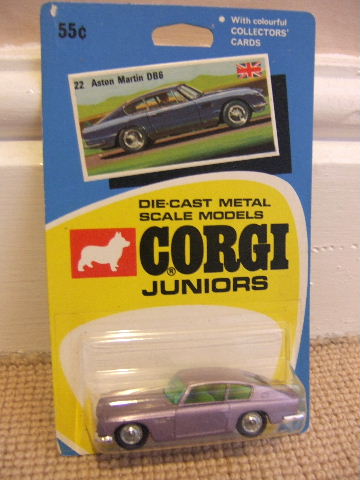 55¢
• With colourful
COLLECTORS'
CARDS
22 Aston Martin DB6
DIE-CAST METAL
SCALE MODELS
CORGI®
JUNIORS